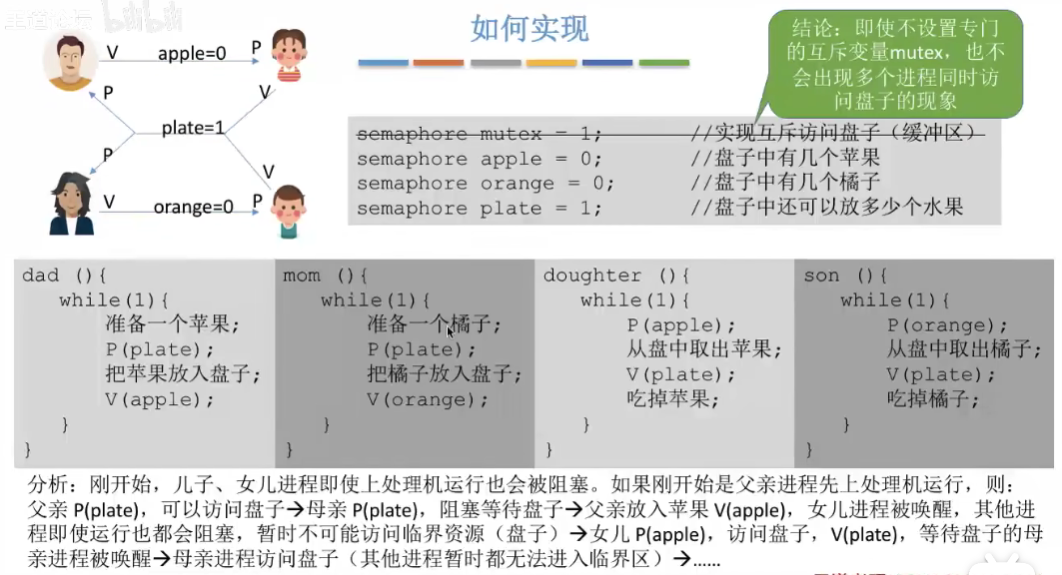 如何实现
结论：即使不设置专门
的互斥变量mutex，也不
会出现多个进程同时访
问盘子的现象
V apple=0 P
P V
plate=1
P V
V orange=0 P
semaphore mutex = 1; //实现互斥访问盘子（缓冲区）
semaphore apple = 0; //盘子中有几个苹果
semaphore orange = 0; //盘子中有几个橘子
semaphore plate = 1; //盘子中还可以放多少个水果
dad (){
while(1){
准备一个苹果;
P(plate);
把苹果放入盘子;
V(apple);
}
}
mom (){
while(1){
准备一个橘子;
P(plate);
把橘子放入盘子;
V(orange);
}
}
doughter (){
while(1){
P(apple);
从盘中取出苹果;
V(plate);
吃掉苹果;
}
}
son (){
while(1){
P(orange);
从盘中取出橘子;
V(plate);
吃掉橘子;
}
}
分析：刚开始，儿子、女儿进程即使上处理机运行也会被阻塞。如果刚开始是父亲进程先上处理机运行，则：
父亲 P(plate)，可以访问盘子→母亲 P(plate)，阻塞等待盘子→父亲放入苹果 V(apple)，女儿进程被唤醒，其他进
程即使运行也都会阻塞，暂时不可能访问临界资源（盘子）→女儿 P(apple)，访问盘子，V(plate)，等待盘子的母
亲进程被唤醒→母亲进程访问盘子（其他进程暂时都无法进入临界区）→……